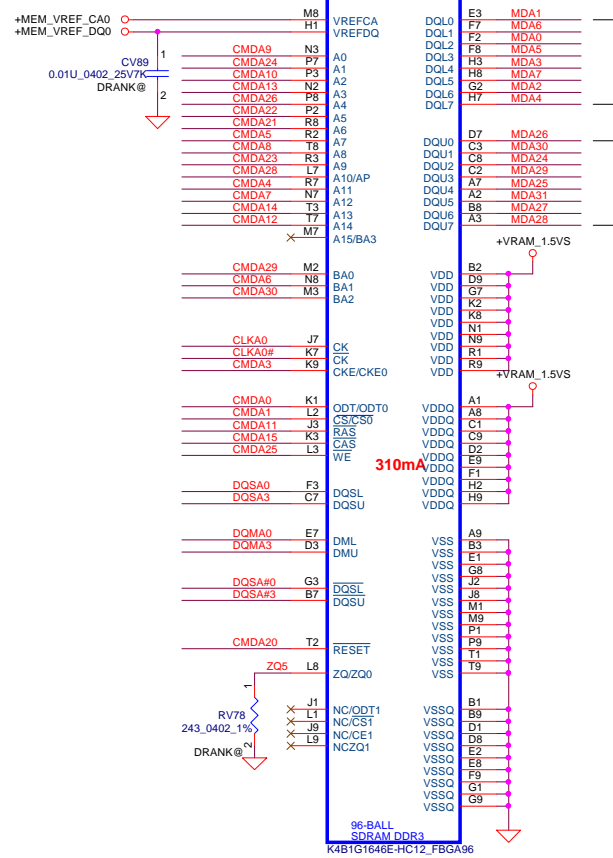 +MEM_VREF_CA0 M8 VREFCA
+MEM_VREF_DQ0 H1 VREFDQ
CV89
0.01U_0402_25V7K
DRANK@
1
2
CMDA9 N3 A0
CMDA24 P7 A1
CMDA10 P3 A2
CMDA13 N2 A3
CMDA26 P8 A4
CMDA22 P2 A5
CMDA21 R8 A6
CMDA5 R2 A7
CMDA8 T8 A8
CMDA23 R3 A9
CMDA28 L7 A10/AP
CMDA4 R7 A11
CMDA7 N7 A12
CMDA14 T3 A13
CMDA12 T7 A14
M7 A15/BA3
CMDA29 M2 BA0
CMDA6 N8 BA1
CMDA30 M3 BA2
CLKA0 J7 CK
CLKA0# K7 CK
CMDA3 K9 CKE/CKE0
CMDA0 K1 ODT/ODT0
CMDA1 L2 CS/CS0
CMDA11 J3 RAS
CMDA15 K3 CAS
CMDA25 L3 WE
DQSA0 F3 DQSL
DQSA3 C7 DQSU
DQMA0 E7 DML
DQMA3 D3 DMU
DQSA#0 G3 DQSL
DQSA#3 B7 DQSU
CMDA20 T2 RESET
ZQ5 L8 ZQ/ZQ0
1
RV78
243_0402_1%
DRANK@
2
J1 NC/ODT1
L1 NC/CS1
J9 NC/CE1
L9 NCZQ1
DQL0 E3 MDA1
DQL1 F7 MDA6
DQL2 F2 MDA0
DQL3 F8 MDA5
DQL4 H3 MDA3
DQL5 H8 MDA7
DQL6 G2 MDA2
DQL7 H7 MDA4
DQU0 D7 MDA26
DQU1 C3 MDA30
DQU2 C8 MDA24
DQU3 C2 MDA29
DQU4 A7 MDA25
DQU5 A2 MDA31
DQU6 B8 MDA27
DQU7 A3 MDA28
+VRAM_1.5VS
VDD B2
VDD D9
VDD G7
VDD K2
VDD K8
VDD N1
VDD N9
VDD R1
VDD R9
+VRAM_1.5VS
VDDQ A1
VDDQ A8
VDDQ C1
VDDQ C9
VDDQ D2
VDDQ E9
VDDQ F1
VDDQ H2
VDDQ H9
310mA
VSS A9
VSS B3
VSS E1
VSS G8
VSS J2
VSS J8
VSS M1
VSS M9
VSS P1
VSS P9
VSS T1
VSS T9
VSSQ B1
VSSQ B9
VSSQ D1
VSSQ D8
VSSQ E2
VSSQ E8
VSSQ F9
VSSQ G1
VSSQ G9
96-BALL
SDRAM DDR3
K4B1G1646E-HC12_FBGA96